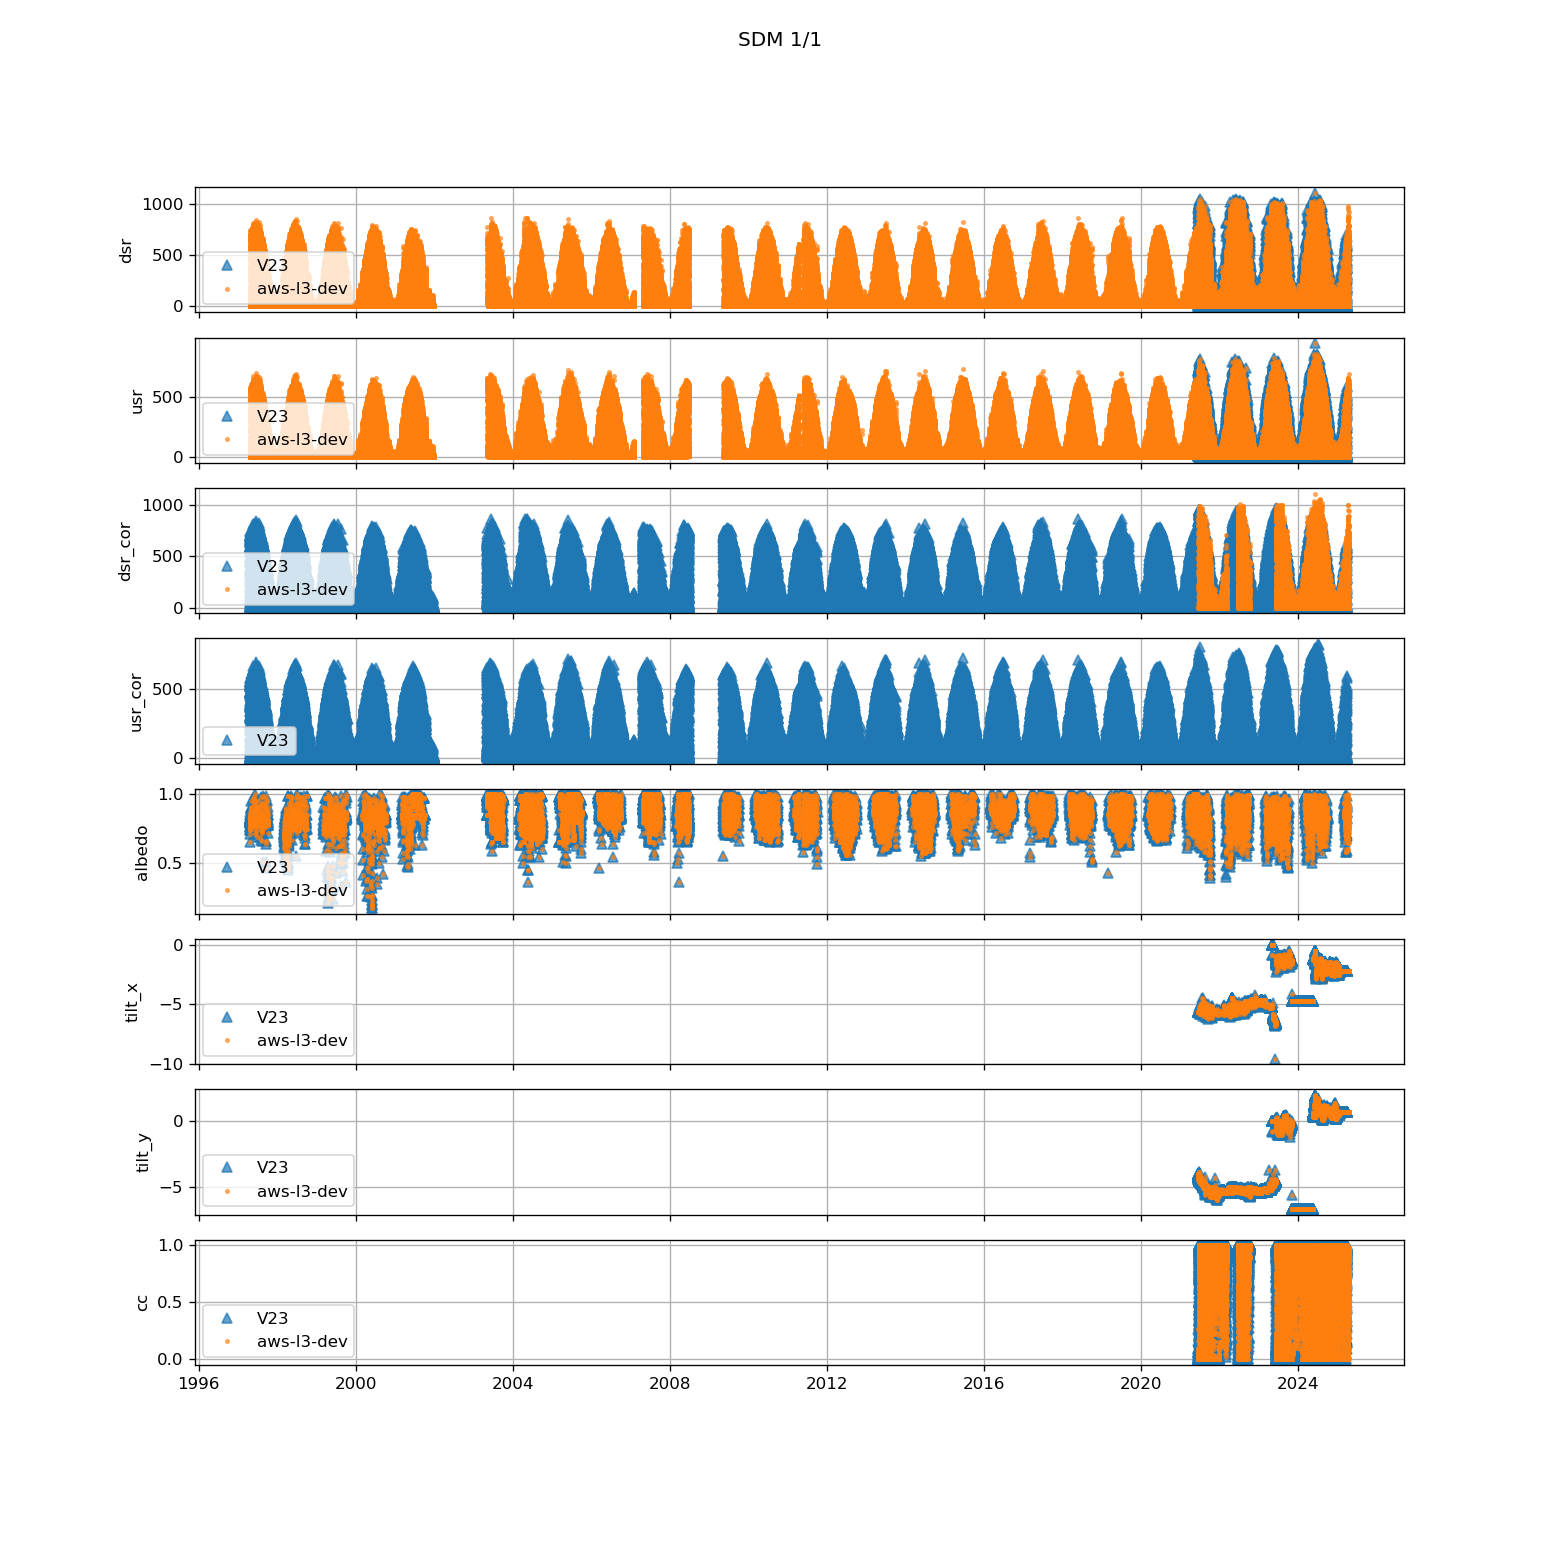 SDM 1/1
1000
500
0
dsr
V23
aws-l3-dev
500
0
usr
V23
aws-l3-dev
1000
500
0
dsr_cor
V23
aws-l3-dev
500
0
usr_cor
V23
1.0
0.5
albedo
V23
aws-l3-dev
0
−5
−10
tilt_x
V23
aws-l3-dev
0
−5
tilt_y
V23
aws-l3-dev
1.0
0.5
0.0
cc
V23
aws-l3-dev
1996 2000 2004 2008 2012 2016 2020 2024